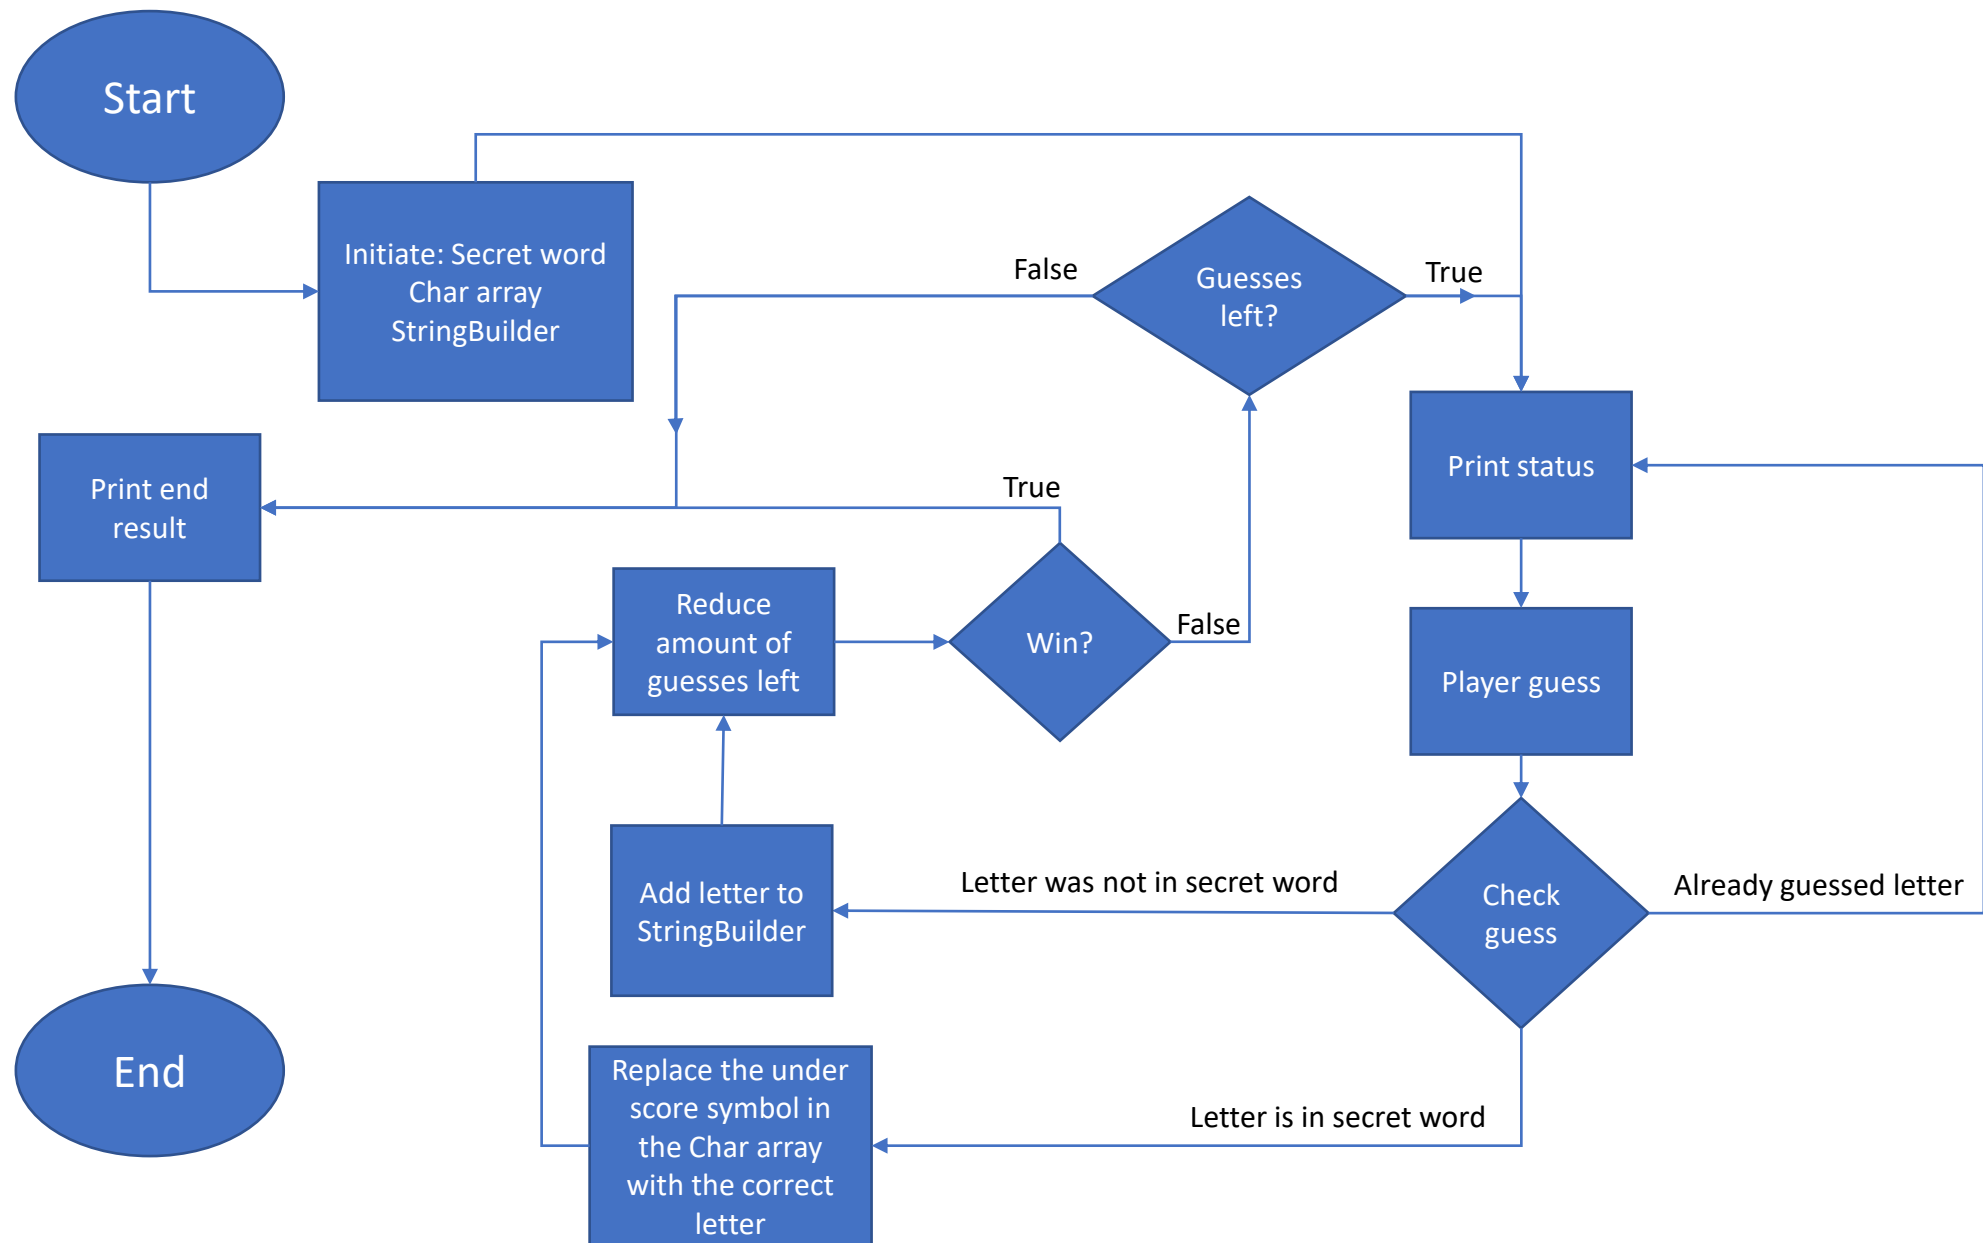 Start
Initiate: Secret word
Char array
StringBuilder
False
Guesses
left?
True
Print end
result
True
Print status
Reduce
amount of
guesses left
Win?
False
Player guess
Add letter to
StringBuilder
Letter was not in secret word
Check
guess
Already guessed letter
End
Replace the under
score symbol in
the Char array
with the correct
letter
Letter is in secret word